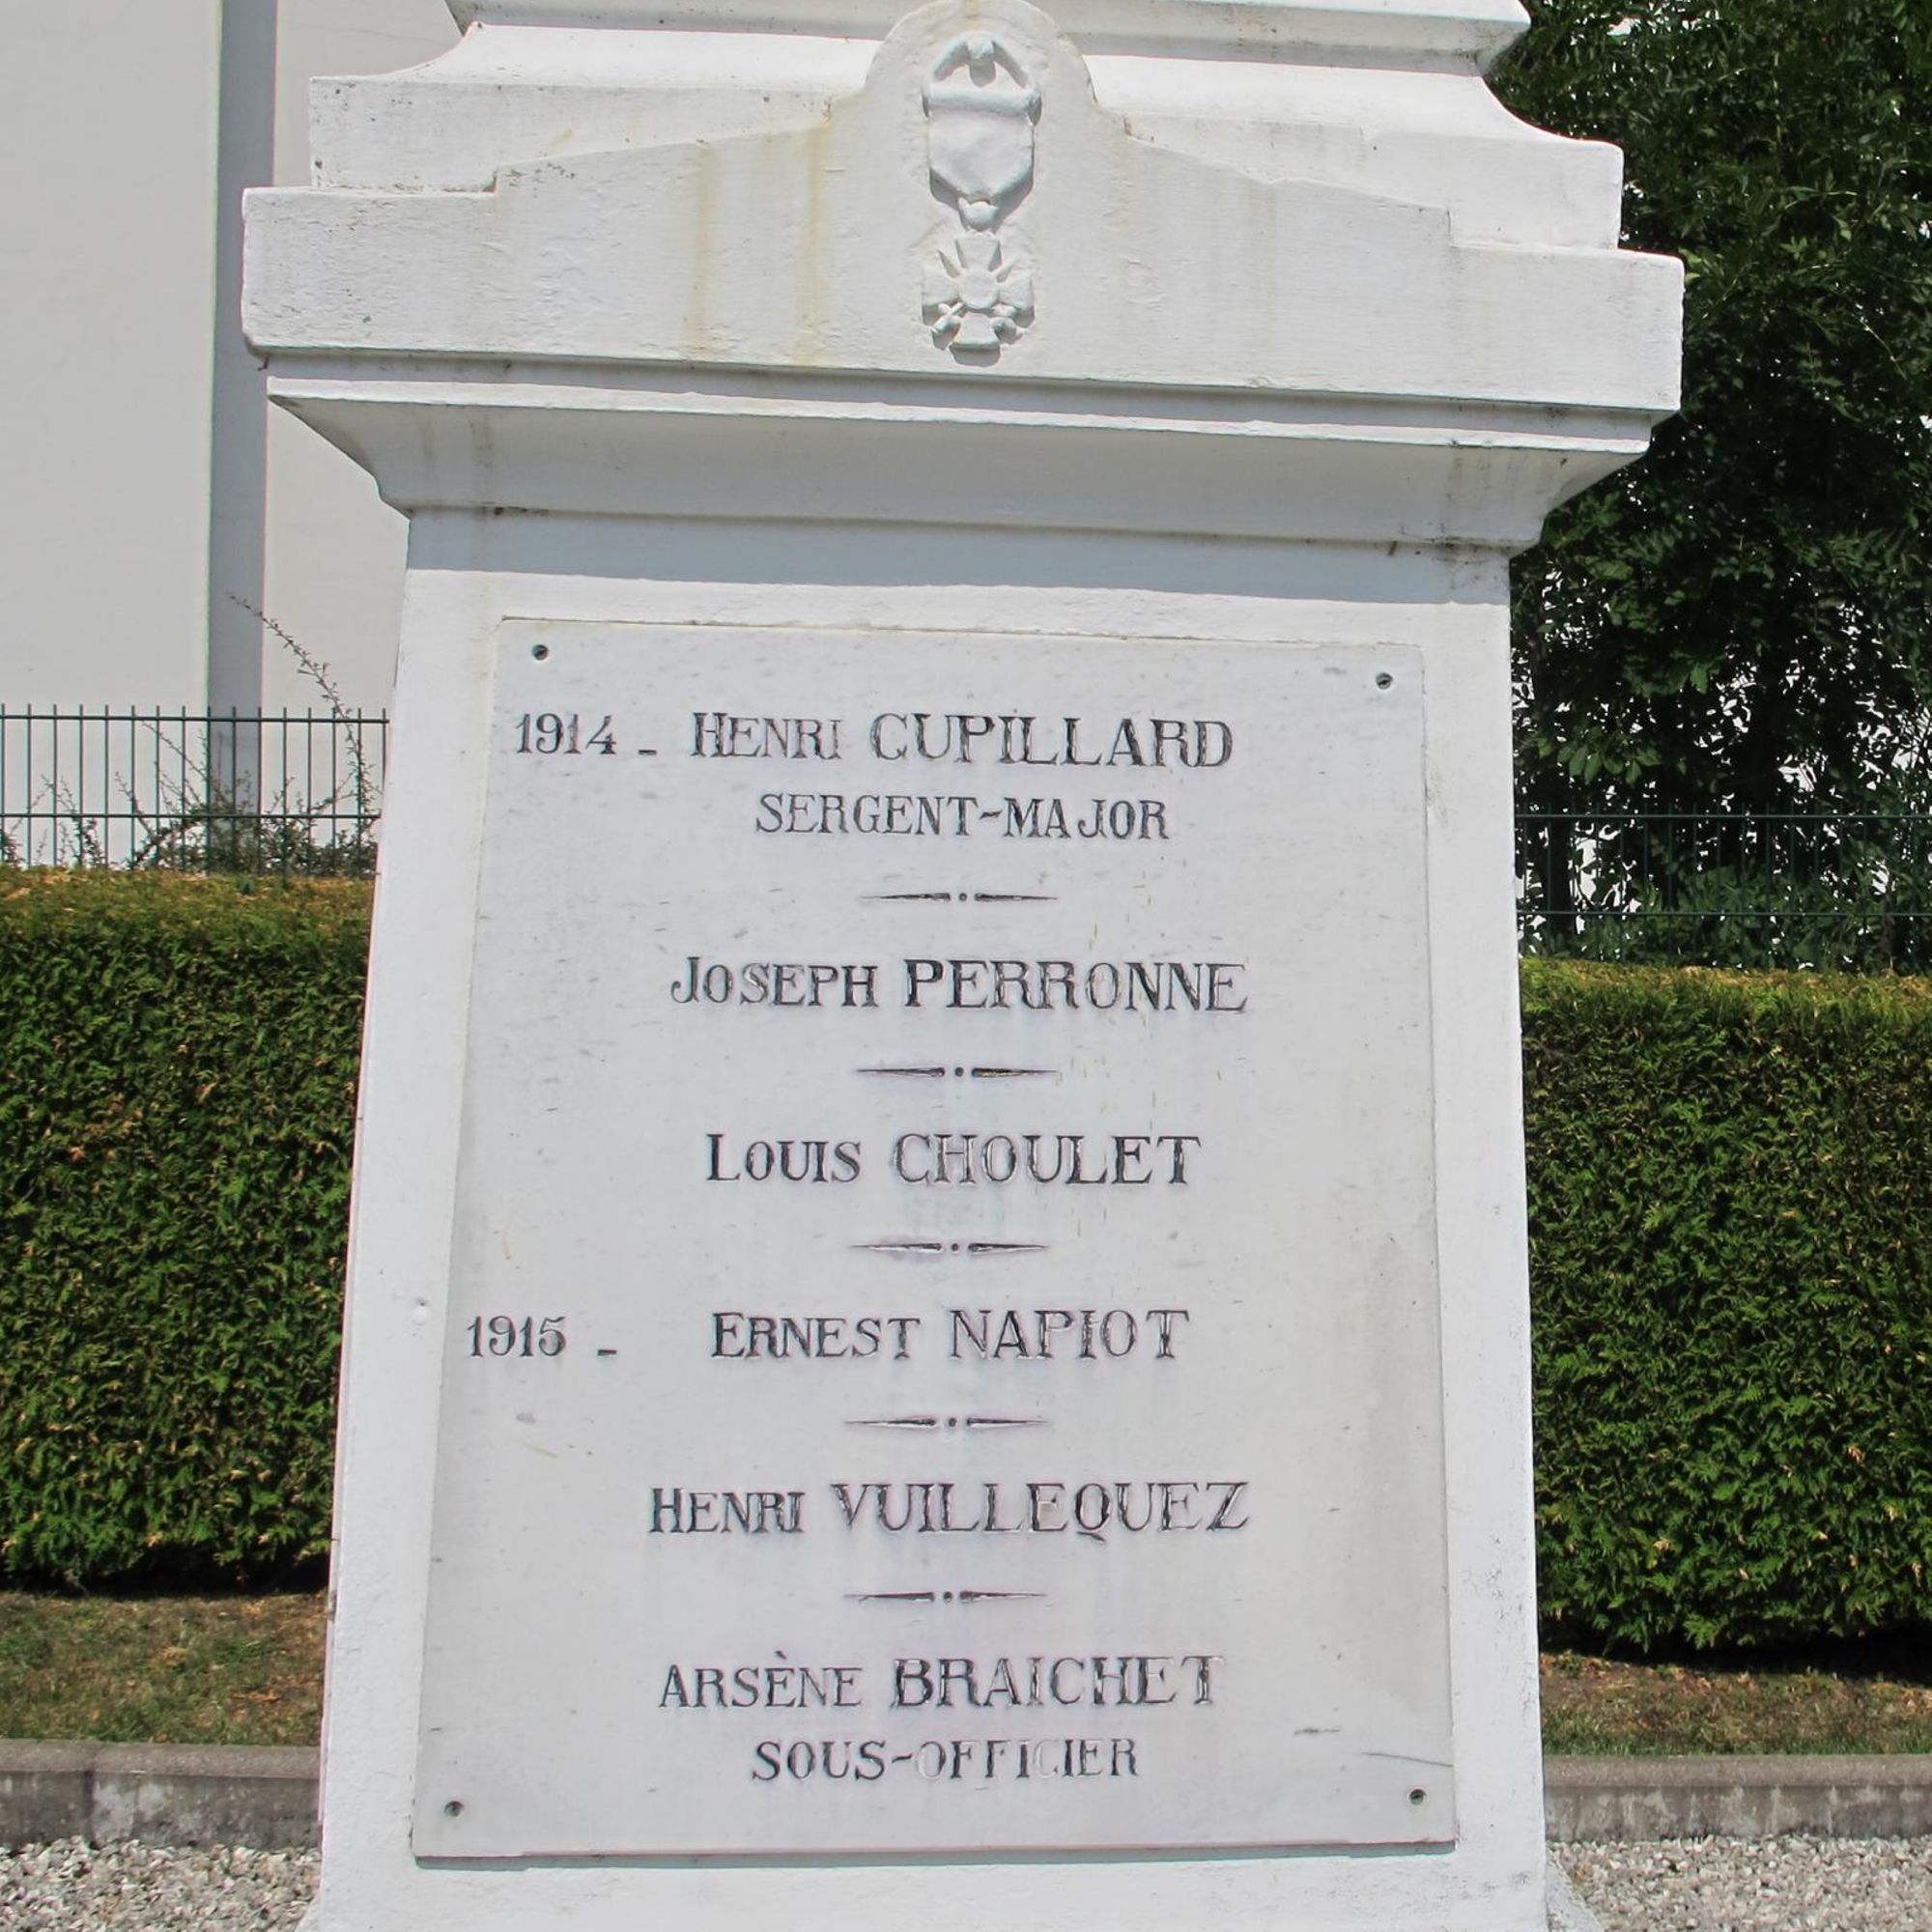 1914 - HENRI CUPILLARD
SERGENT-MAJOR
JOSEPH PERRONNE
LOUIS CHOULET
1915 - ERNEST NAPIOT
HENRI VUILLEQUEZ
ARSÈNE BRAICHET
SOUS-OFFICIER